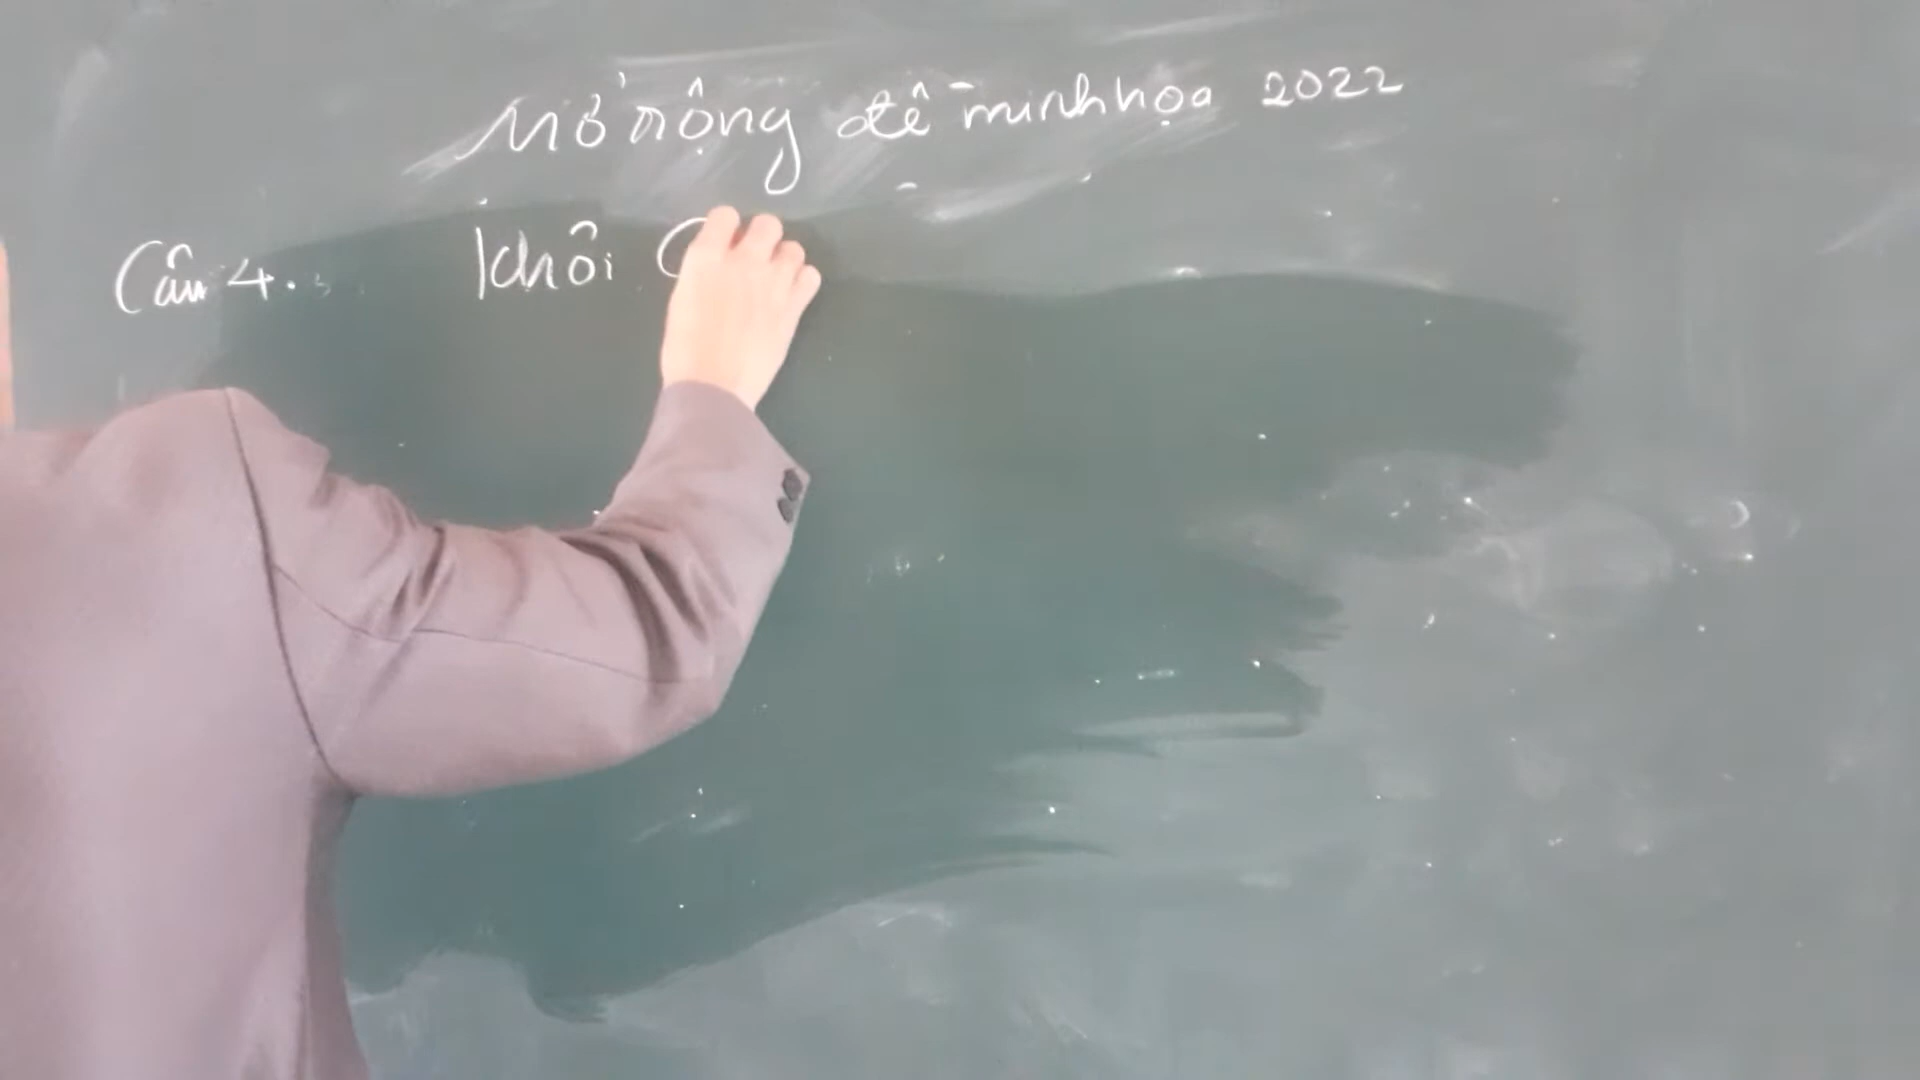 Mở rộng đề minh họa 2022
Câu 4. Khối